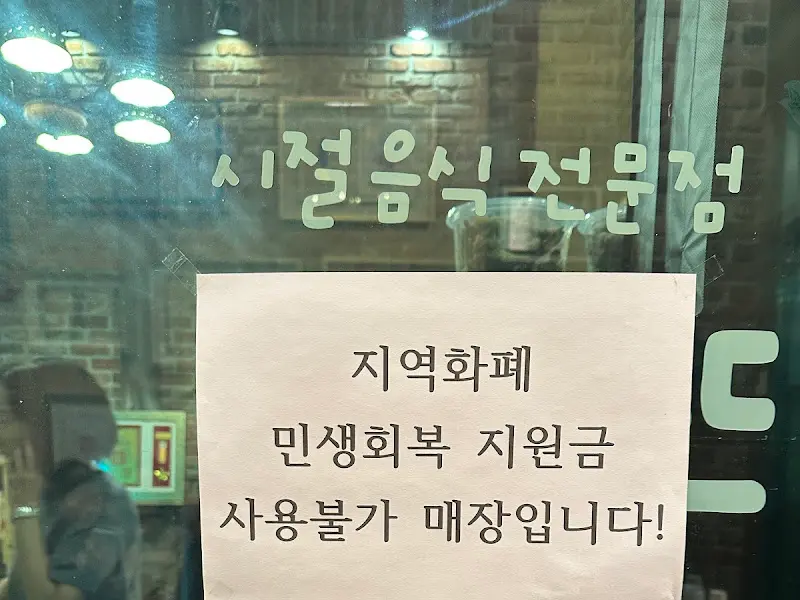 시절음식 전문점
지역화폐
민생회복 지원금
사용불가 매장입니다!